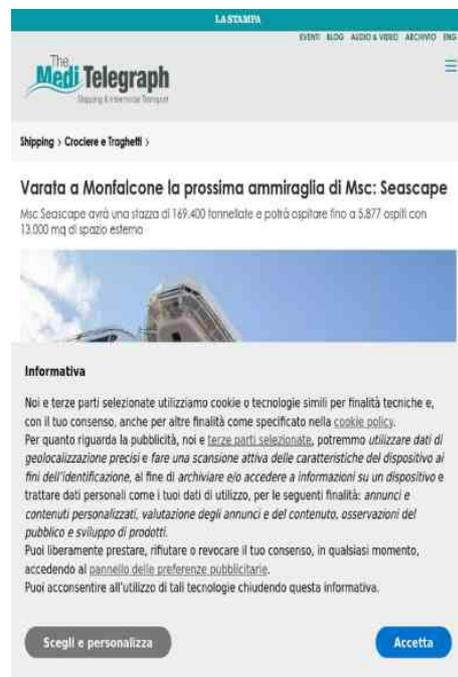 LA STAMPA
EVENTI BLOG AUDIO & VIDEO ARCHIVIO ENG
The
Medi Telegraph
Shipping & Intermodal Transport
Shipping > Crociere e Traghetti >
Varata a Monfalcone la prossima ammiraglia di Msc: Seascape
Msc Seascape avrà una stazza di 169.400 tonnellate e potrà ospitare fino a 5.877 ospiti con
13.000 mq di spazio esterno
Informativa
Noi e terze parti selezionate utilizziamo cookie o tecnologie simili per finalità tecniche e,
con il tuo consenso, anche per altre finalità come specificato nella cookie policy.
Per quanto riguarda la pubblicità, noi e terze parti selezionate, potremmo utilizzare dati di
geolocalizzazione precisi e fare una scansione attiva delle caratteristiche del dispositivo ai
fini dell'identificazione, al fine di archiviare e/o accedere a informazioni su un dispositivo e
trattare dati personali come i tuoi dati di utilizzo, per le seguenti finalità: annunci e
contenuti personalizzati, valutazione degli annunci e del contenuto, osservazioni del
pubblico e sviluppo di prodotti.
Puoi liberamente prestare, rifiutare o revocare il tuo consenso, in qualsiasi momento,
accedendo al pannello delle preferenze pubblicitarie.
Puoi acconsentire all'utilizzo di tali tecnologie chiudendo questa informativa.
Scegli e personalizza
Accetta